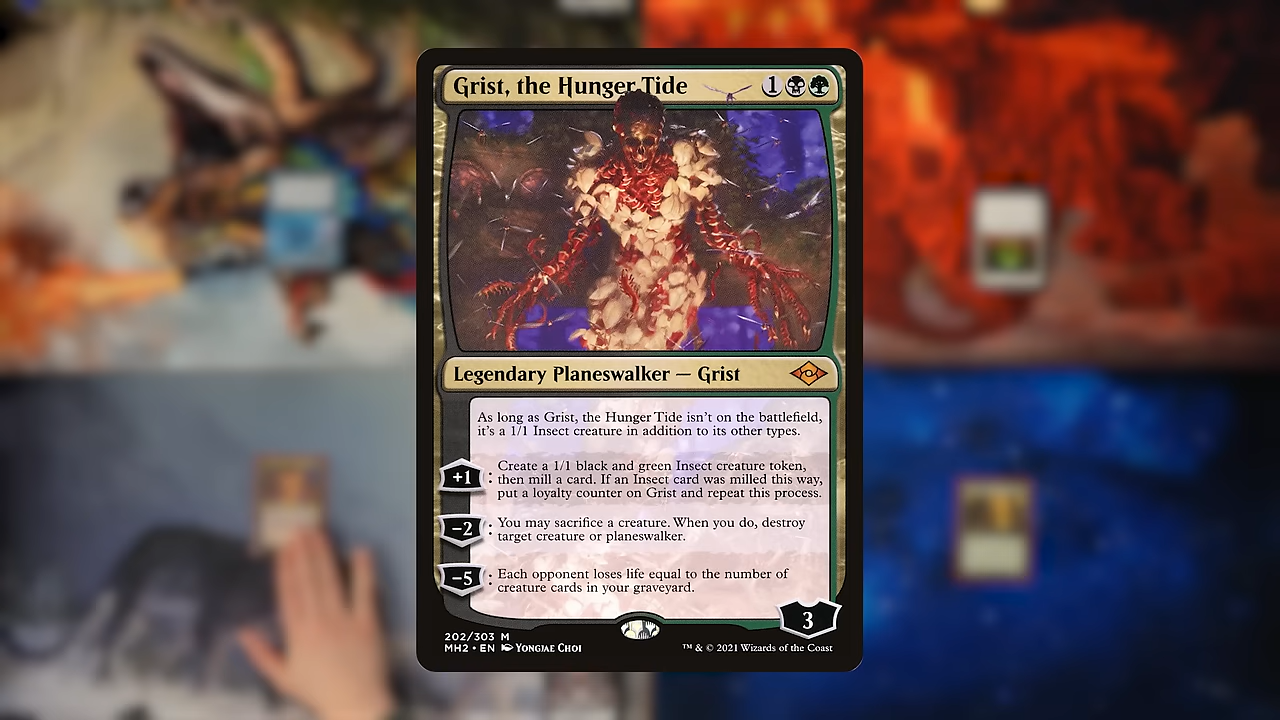 Grist, the Hunger Tide 1
Legendary Planeswalker — Grist
As long as Grist, the Hunger Tide isn't on the battlefield,
it's a 1/1 Insect creature in addition to its other types.
+1 : Create a 1/1 black and green Insect creature token,
then mill a card. If an Insect card was milled this way,
put a loyalty counter on Grist and repeat this process.
−2 : You may sacrifice a creature. When you do, destroy
target creature or planeswalker.
−5 : Each opponent loses life equal to the number of
creature cards in your graveyard.
3
202/303 M
MH2 • EN Yongjae Choi
™ & © 2021 Wizards of the Coast